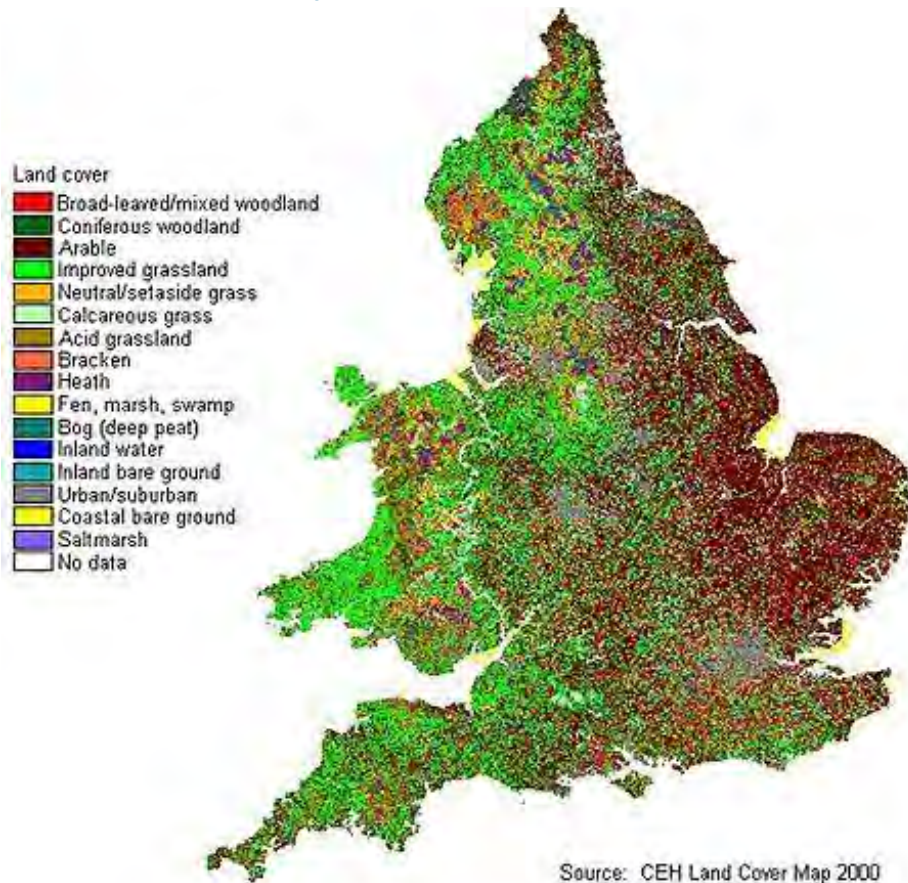 Land cover
Broad-leaved/mixed woodland
Coniferous woodland
Arable
Improved grassland
Neutral/setaside grass
Calcareous grass
Acid grassland
Bracken
Heath
Fen, marsh, swamp
Bog (deep peat)
Inland water
Inland bare ground
Urban/suburban
Coastal bare ground
Saltmarsh
No data
Source: CEH Land Cover Map 2000